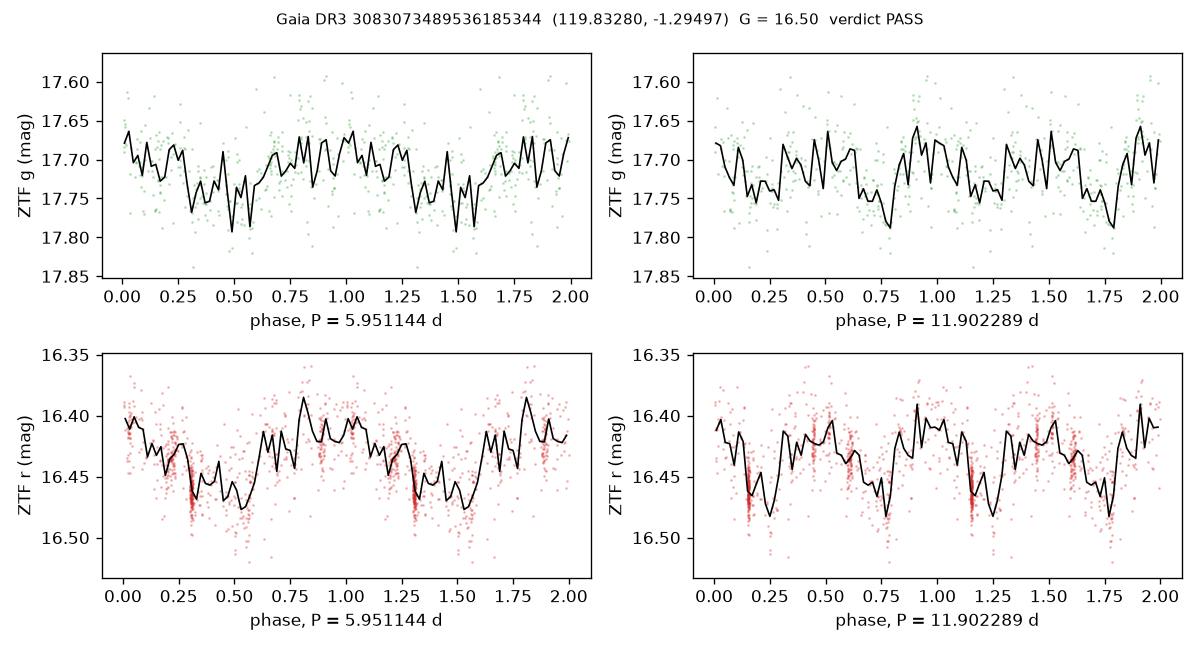 Gaia DR3 3083073489536185344 (119.83280, -1.29497) G = 16.50 verdict PASS
ZTF g (mag)
17.60
17.65
17.70
17.75
17.80
17.85
0.00 0.25 0.50 0.75 1.00 1.25 1.50 1.75 2.00
phase, P = 5.951144 d
ZTF g (mag)
17.60
17.65
17.70
17.75
17.80
17.85
0.00 0.25 0.50 0.75 1.00 1.25 1.50 1.75 2.00
phase, P = 11.902289 d
ZTF r (mag)
16.35
16.40
16.45
16.50
0.00 0.25 0.50 0.75 1.00 1.25 1.50 1.75 2.00
phase, P = 5.951144 d
ZTF r (mag)
16.35
16.40
16.45
16.50
0.00 0.25 0.50 0.75 1.00 1.25 1.50 1.75 2.00
phase, P = 11.902289 d